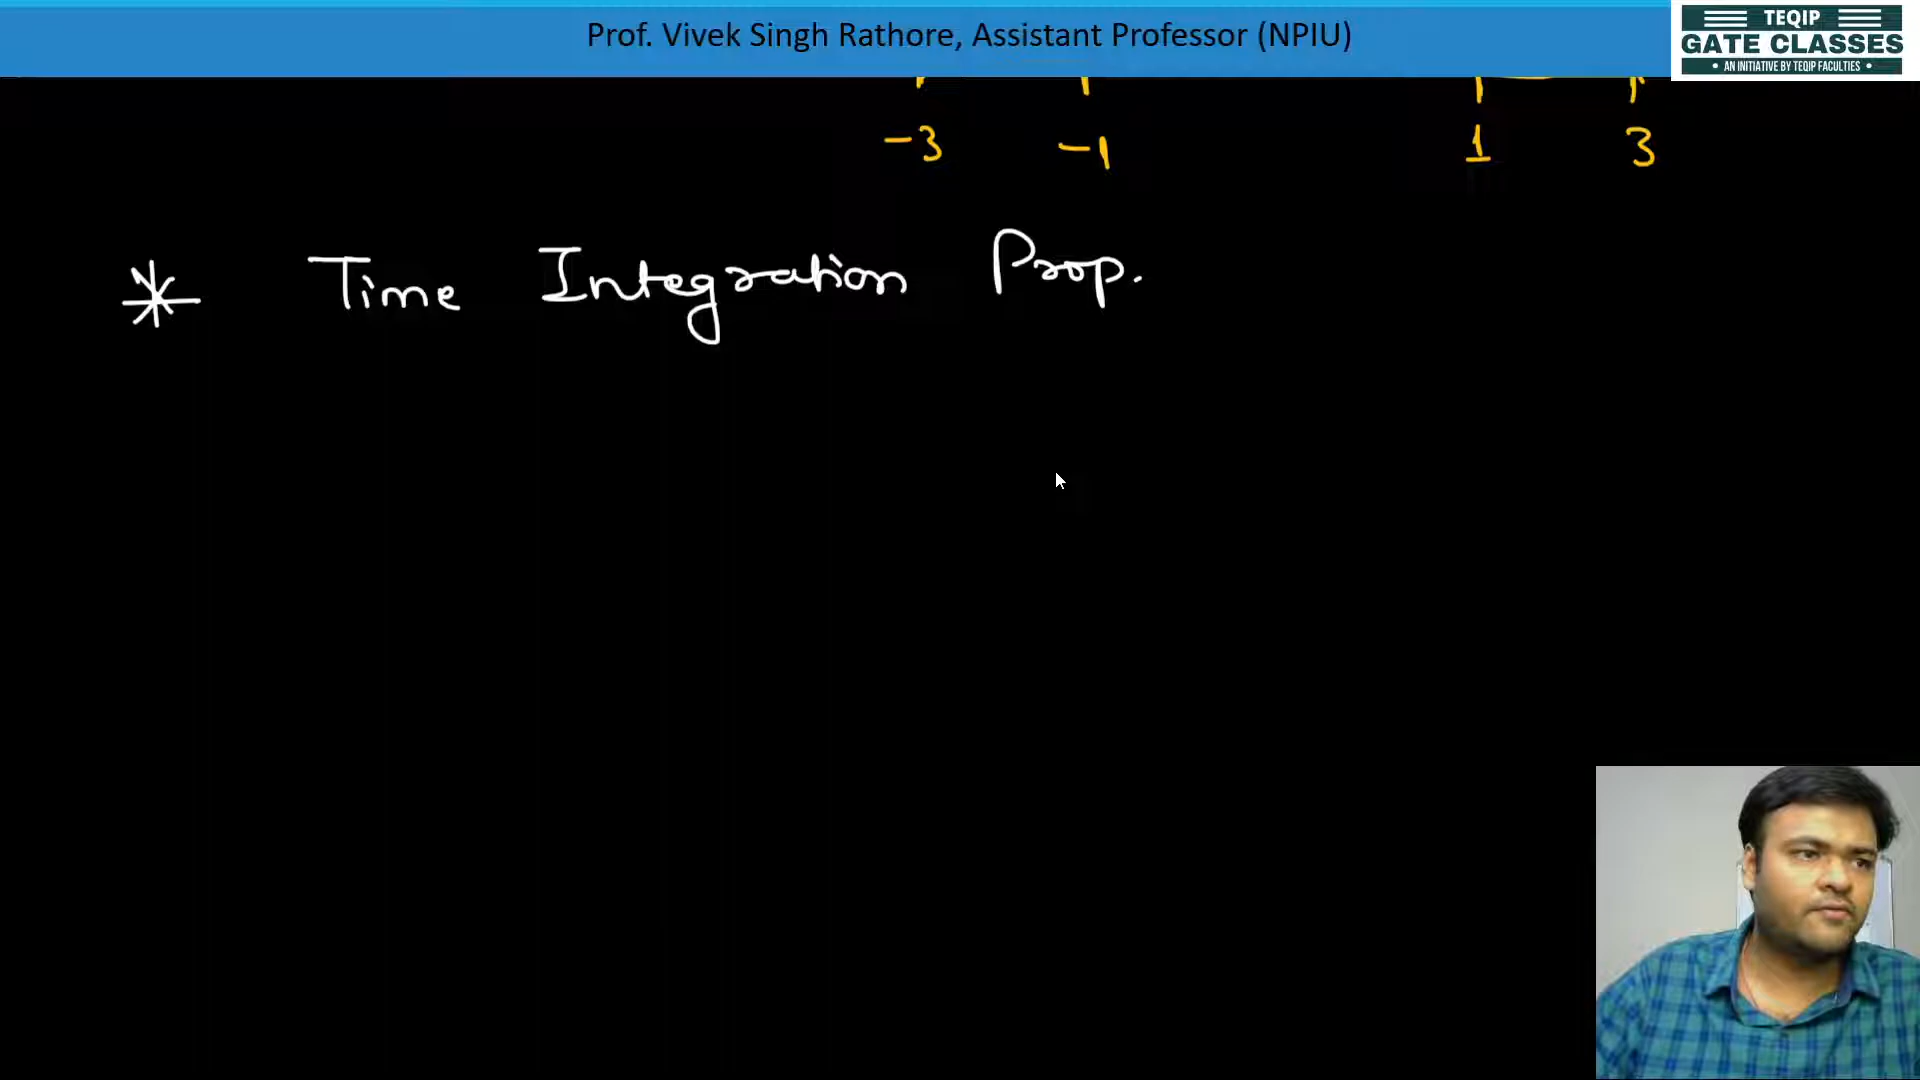 Prof. Vivek Singh Rathore, Assistant Professor (NPIU)
TEQIP
GATE CLASSES
• AN INITIATIVE BY TEQIP FACULTIES •
-3 -1 1 3
* Time Integration Prop.